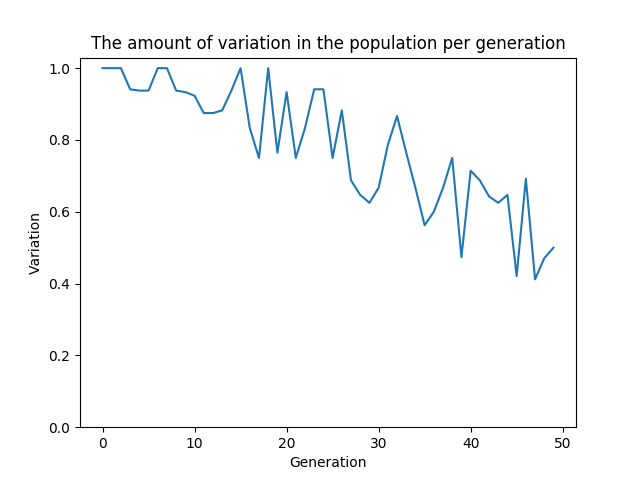 The amount of variation in the population per generation
1.0
0.8
0.6
0.4
0.2
0.0
Variation
0 10 20 30 40 50
Generation